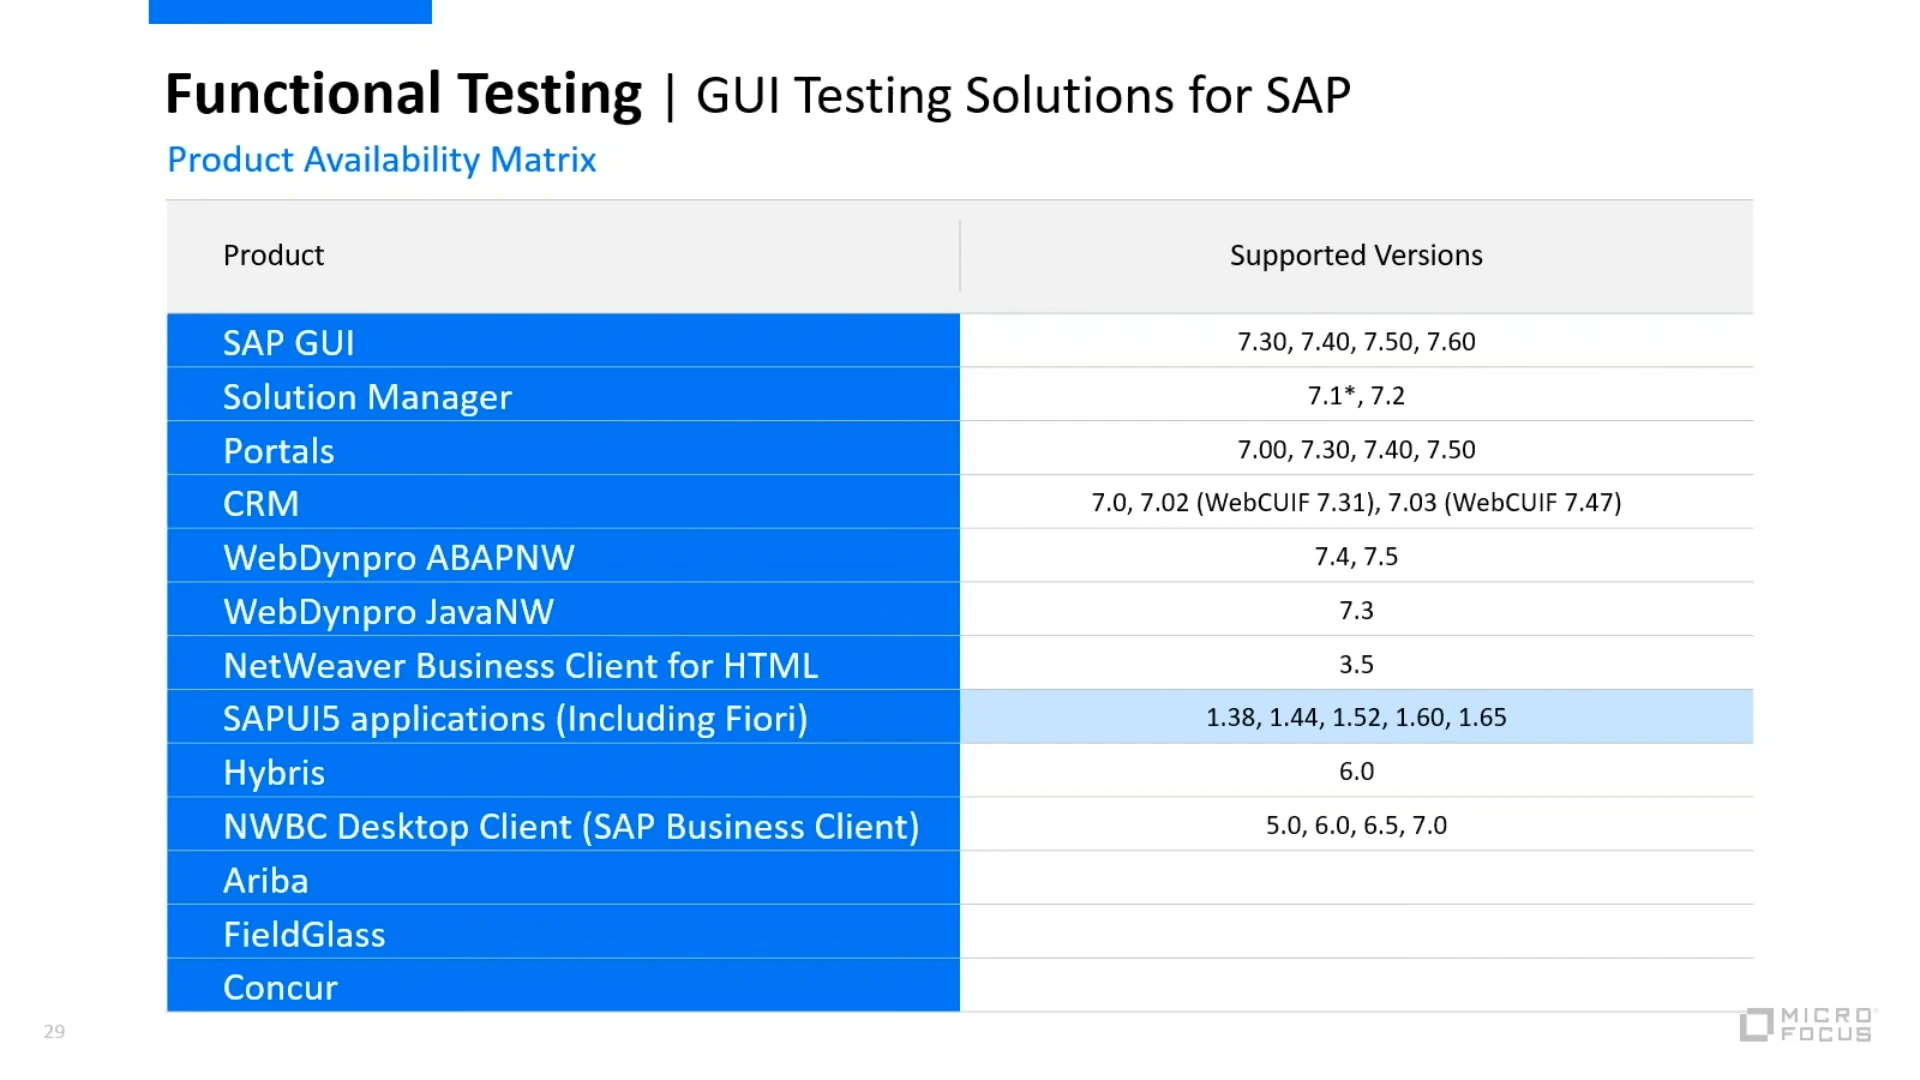 Functional Testing | GUI Testing Solutions for SAP
Product Availability Matrix
Product Supported Versions
SAP GUI 7.30, 7.40, 7.50, 7.60
Solution Manager 7.1*, 7.2
Portals 7.00, 7.30, 7.40, 7.50
CRM 7.0, 7.02 (WebCUIF 7.31), 7.03 (WebCUIF 7.47)
WebDynpro ABAPNW 7.4, 7.5
WebDynpro JavaNW 7.3
NetWeaver Business Client for HTML 3.5
SAPUI5 applications (Including Fiori) 1.38, 1.44, 1.52, 1.60, 1.65
Hybris 6.0
NWBC Desktop Client (SAP Business Client) 5.0, 6.0, 6.5, 7.0
Ariba
FieldGlass
Concur
29
MICRO
FOCUS